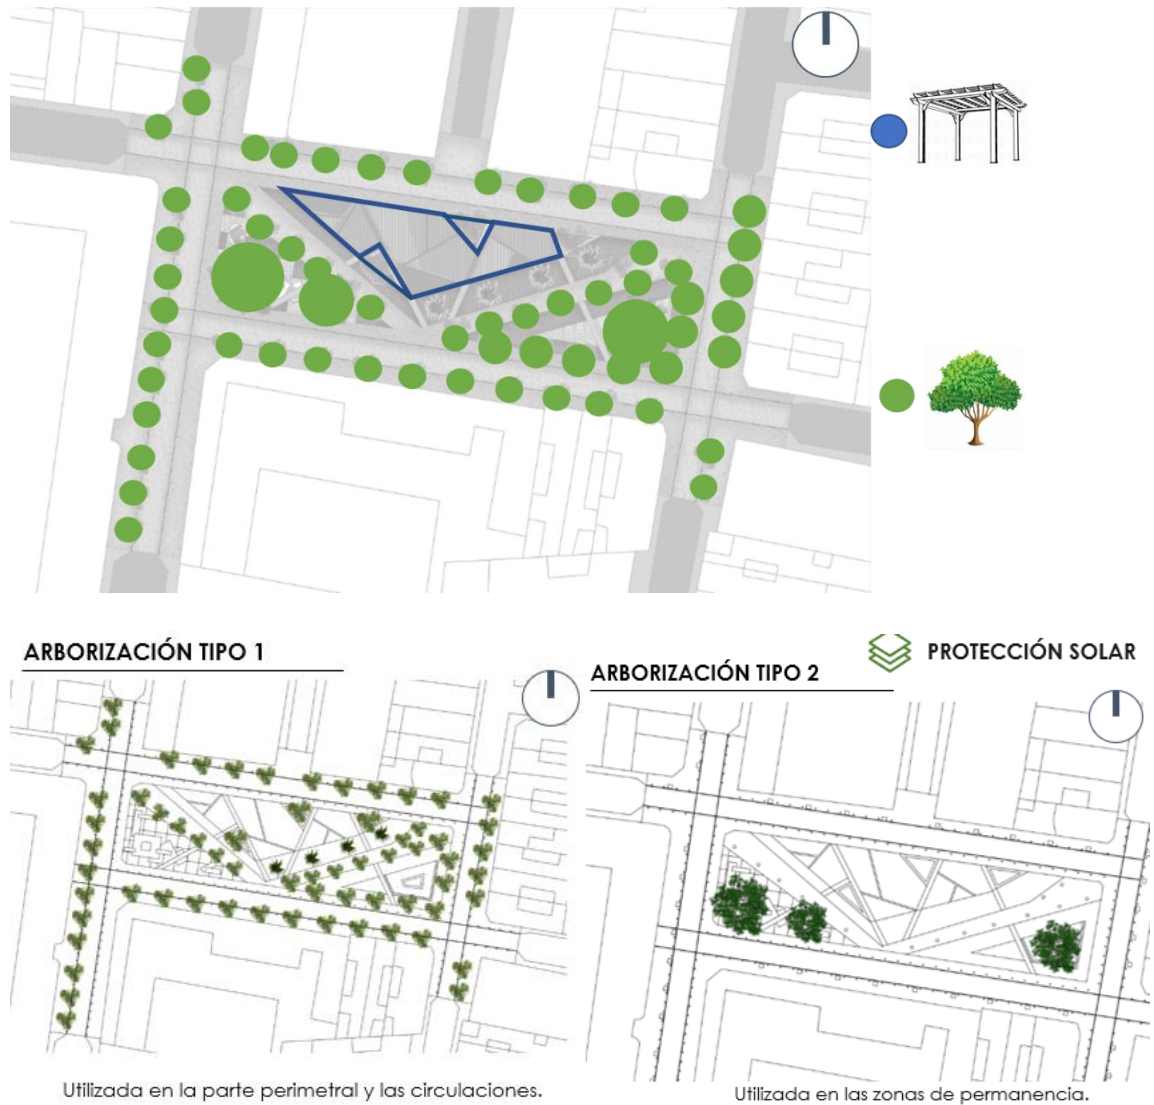 ARBORIZACIÓN TIPO 1
ARBORIZACIÓN TIPO 2
PROTECCIÓN SOLAR
Utilizada en la parte perimetral y las circulaciones.
Utilizada en las zonas de permanencia.